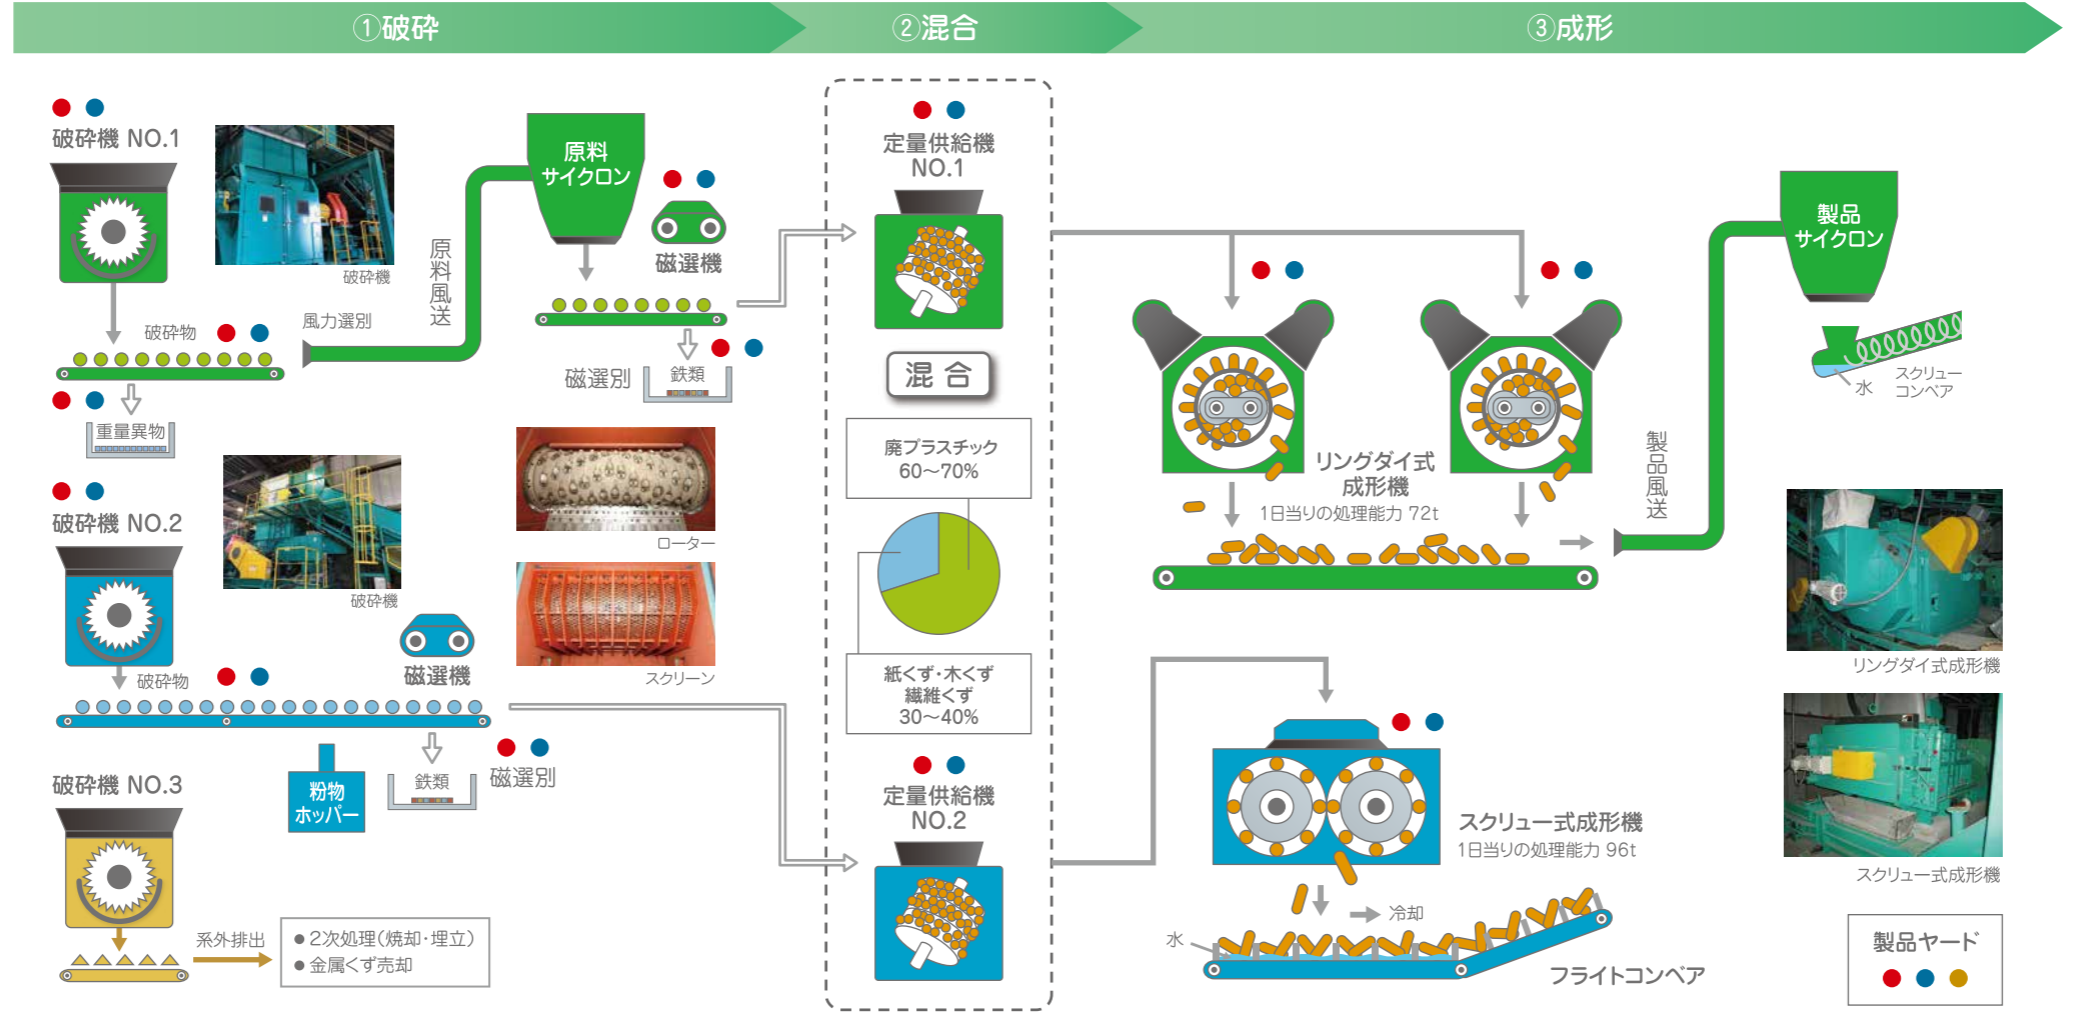 ①破砕
②混合
③成形
破砕機 NO.1
破砕機
破砕物
風力選別
原料風送
重量異物
原料
サイクロン
磁選機
磁選別
鉄類
破砕機 NO.2
破砕機
破砕物
磁選機
ローター
スクリーン
粉物
ホッパー
鉄類
磁選別
破砕機 NO.3
系外排出
●2次処理(焼却・埋立)
●金属くず売却
定量供給機
NO.1
混合
廃プラスチック
60〜70%
紙くず・木くず
繊維くず
30〜40%
定量供給機
NO.2
リングダイ式
成形機
1日当りの処理能力 72t
製品風送
製品
サイクロン
水
スクリュー
コンベア
リングダイ式成形機
スクリュー式成形機
1日当りの処理能力 96t
冷却
水
フライトコンベア
スクリュー式成形機
製品ヤード